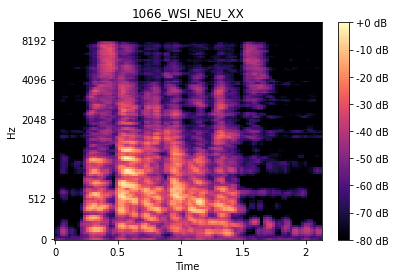 1066_WSI_NEU_XX
+0 dB
8192
-10 dB
4096
-20 dB
-30 dB
2048
Hz
-40 dB
1024
-50 dB
512
-60 dB
-70 dB
0
-80 dB
0
0.5
1
1.5
2
Time